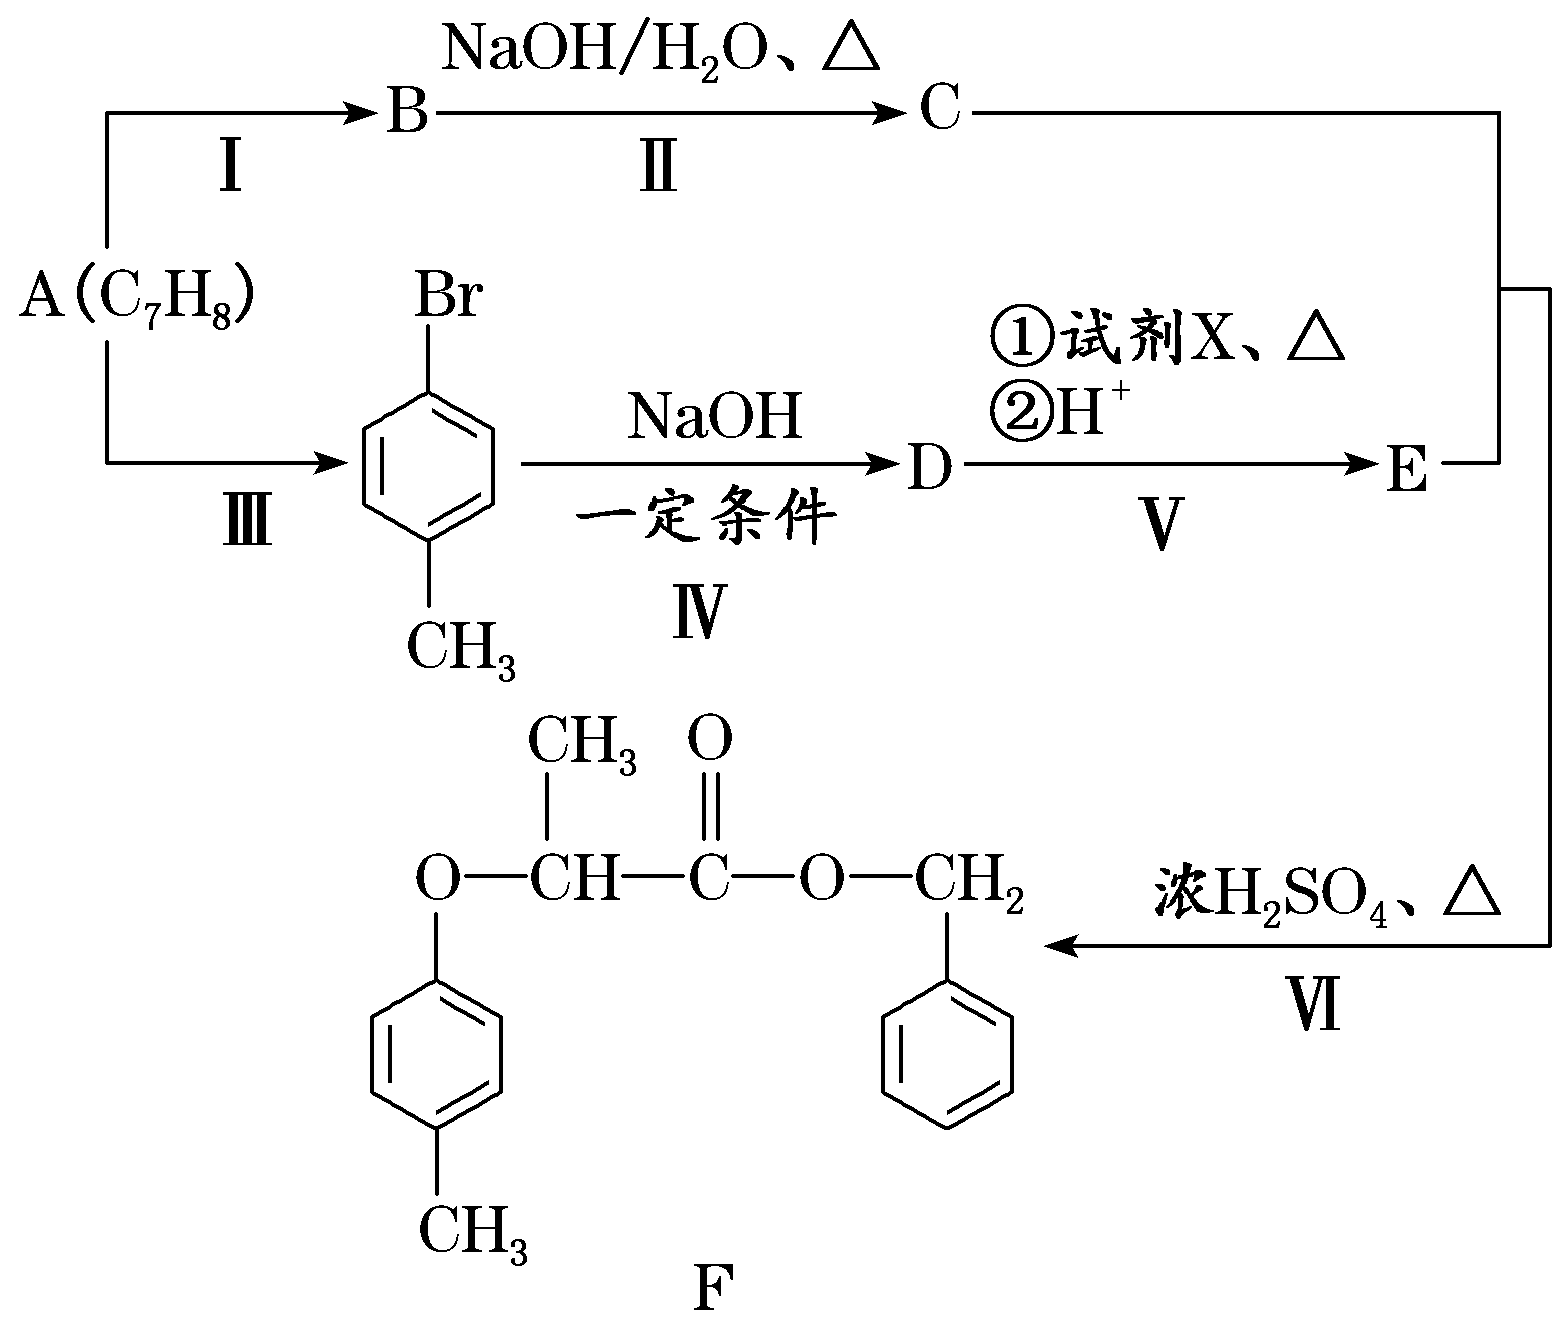 NaOH/H₂O、△
B
C
Ⅰ
Ⅱ
A(C₇H₈)
Br
①试剂X、△
②H⁺
NaOH
D
E
一定条件
Ⅲ
Ⅴ
Ⅳ
CH₃
CH₃ O
O—CH—C—O—CH₂
浓H₂SO₄、△
Ⅵ
CH₃
F